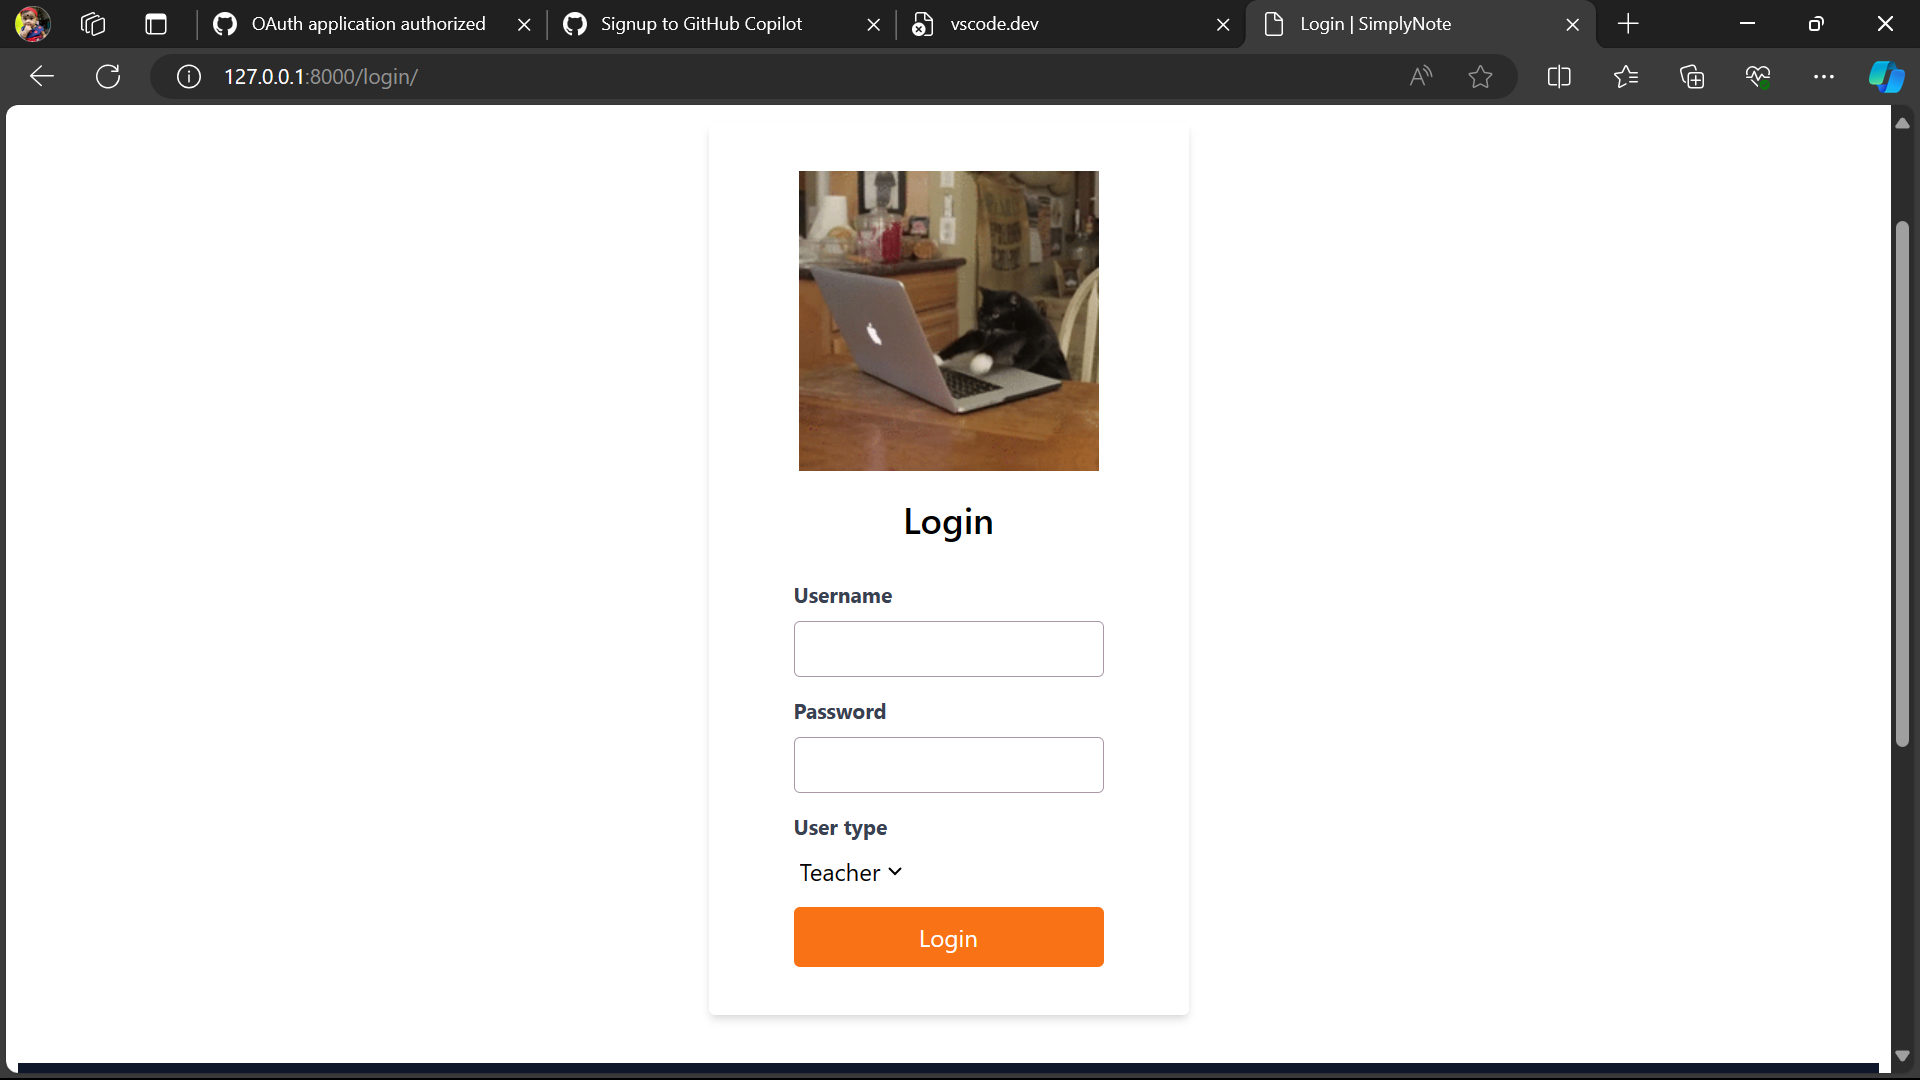 OAuth application authorized
Signup to GitHub Copilot
vscode.dev
Login | SimplyNote
127.0.0.1:8000/login/
Login
Username
Password
User type
Teacher
Login